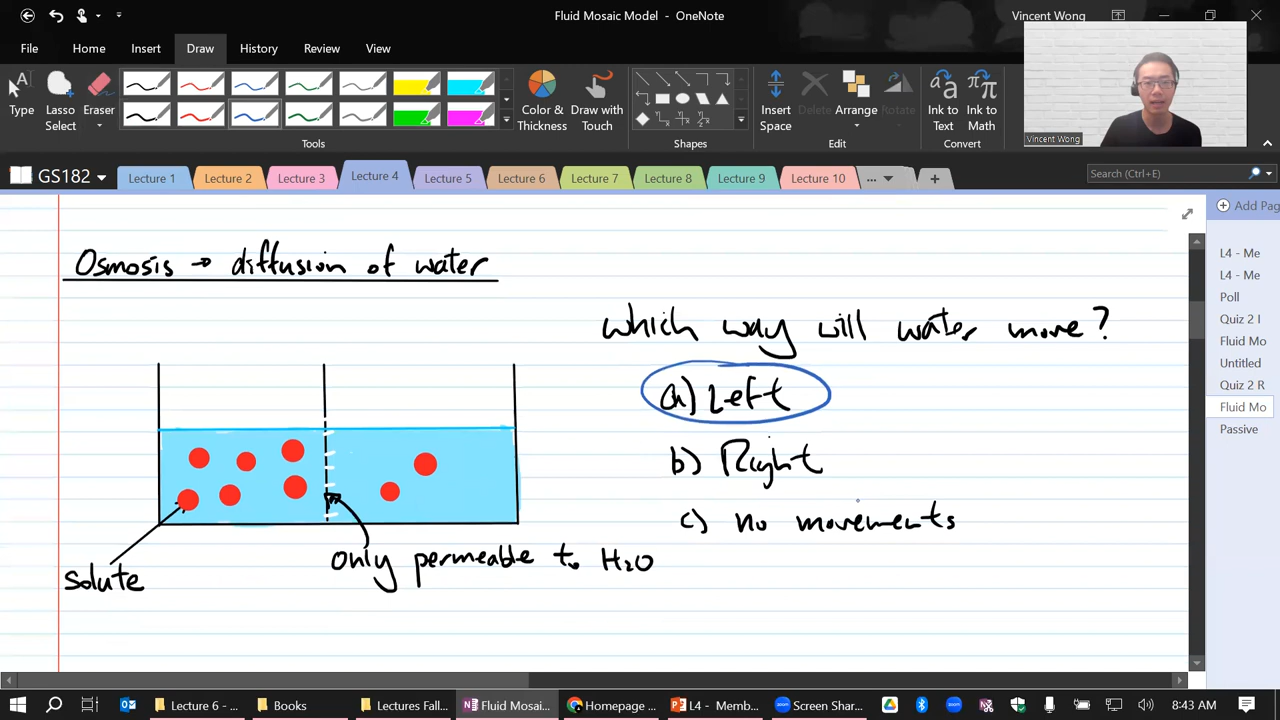 Fluid Mosaic Model - OneNote
Vincent Wong
File Home Insert Draw History Review View
Type
Lasso Select
Eraser
Color & Thickness
Draw with Touch
Insert Space
Delete
Arrange
Rotate
Ink to Text
Ink to Math
Tools
Shapes
Edit
Convert
Vincent Wong
GS182
Lecture 1 Lecture 2 Lecture 3 Lecture 4 Lecture 5 Lecture 6 Lecture 7 Lecture 8 Lecture 9 Lecture 10 ... +
Search (Ctrl+E)
Add Pag
L4 - Me
L4 - Me
Poll
Quiz 2 I
Fluid Mo
Untitled
Quiz 2 R
Fluid Mo
Passive
Osmosis → diffusion of water
Which way will water move?
a) Left
b) Right
c) no movements
Only permeable to H₂O
Solute
Lecture 6 - ...
Books
Lectures Fall...
Fluid Mosaic ...
Homepage ...
L4 - Memb...
Screen Shar...
8:43 AM